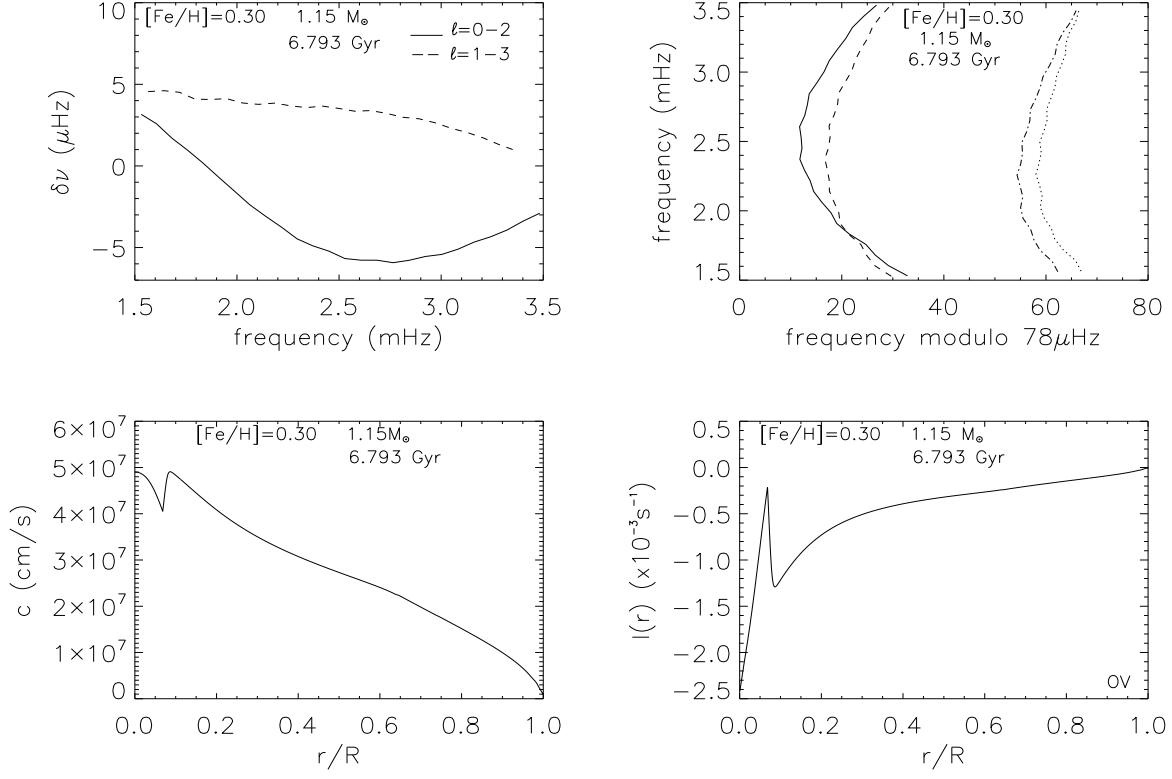 [Fe/H]=0.30 1.15 M⊙
6.793 Gyr
ℓ=0−2
ℓ=1−3
10
5
0
−5
δν (μHz)
1.5 2.0 2.5 3.0 3.5
frequency (mHz)
[Fe/H]=0.30
1.15 M⊙
6.793 Gyr
3.5
3.0
2.5
2.0
1.5
frequency (mHz)
0 20 40 60 80
frequency modulo 78μHz
[Fe/H]=0.30 1.15M⊙
6.793 Gyr
6×10⁷
5×10⁷
4×10⁷
3×10⁷
2×10⁷
1×10⁷
0
c (cm/s)
0.0 0.2 0.4 0.6 0.8 1.0
r/R
[Fe/H]=0.30 1.15 M⊙
6.793 Gyr
0.5
0.0
−0.5
−1.0
−1.5
−2.0
−2.5
I(r) (x10⁻³s⁻¹)
OV
0.0 0.2 0.4 0.6 0.8 1.0
r/R